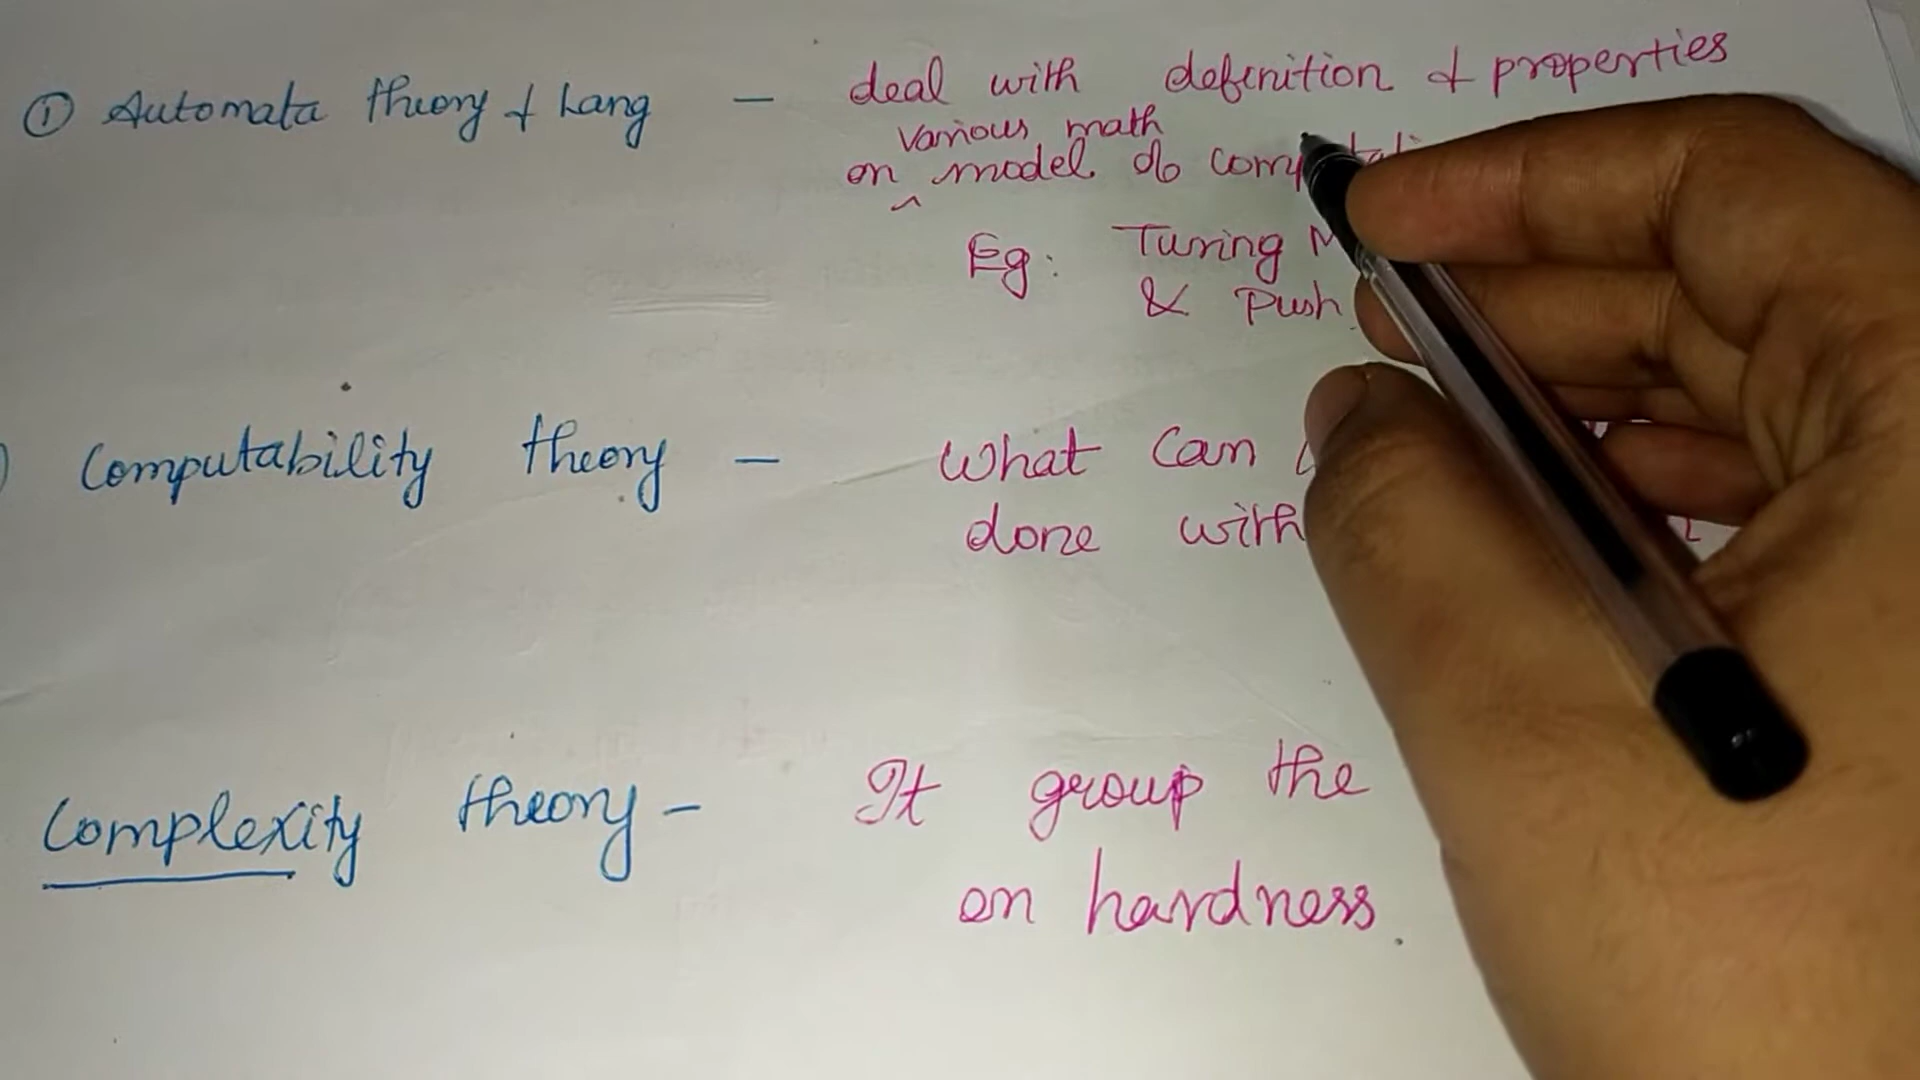 ① Automata theory & Lang — deal with definition & properties
various math
on ^ model of
Eg: Turing
& Push
Computability theory — What can
done with
Complexity theory - It group the
on hardness.